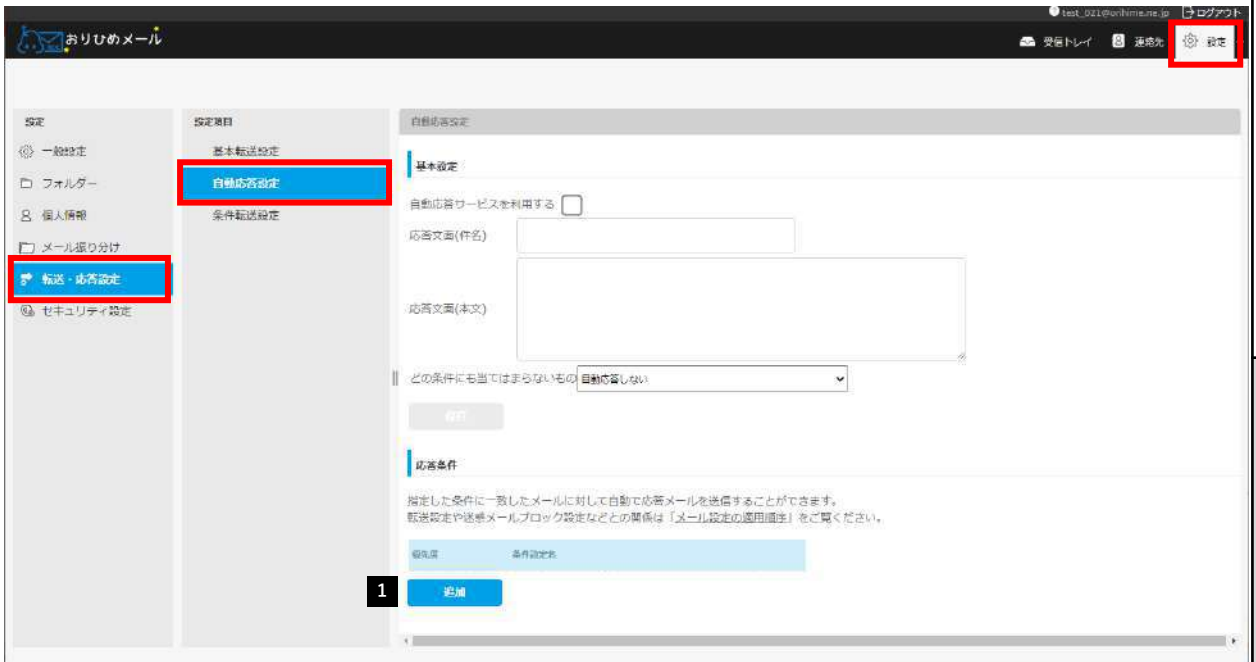 test_021@orihime.ne.jp ログアウト
おりひめメール
受信トレイ 連絡先 設定
設定
一般設定
フォルダー
個人情報
メール振り分け
転送・応答設定
セキュリティ設定
設定項目
基本転送設定
自動応答設定
条件転送設定
自動応答設定
基本設定
自動応答サービスを利用する
応答文面(件名)
応答文面(本文)
どの条件にも当てはまらないもの 自動応答しない
保存
応答条件
指定した条件に一致したメールに対して自動で応答メールを送信することができます。
転送設定や迷惑メールブロック設定などとの関係は「メール設定の適用順序」をご覧ください。
優先度 条件設定名
1 追加